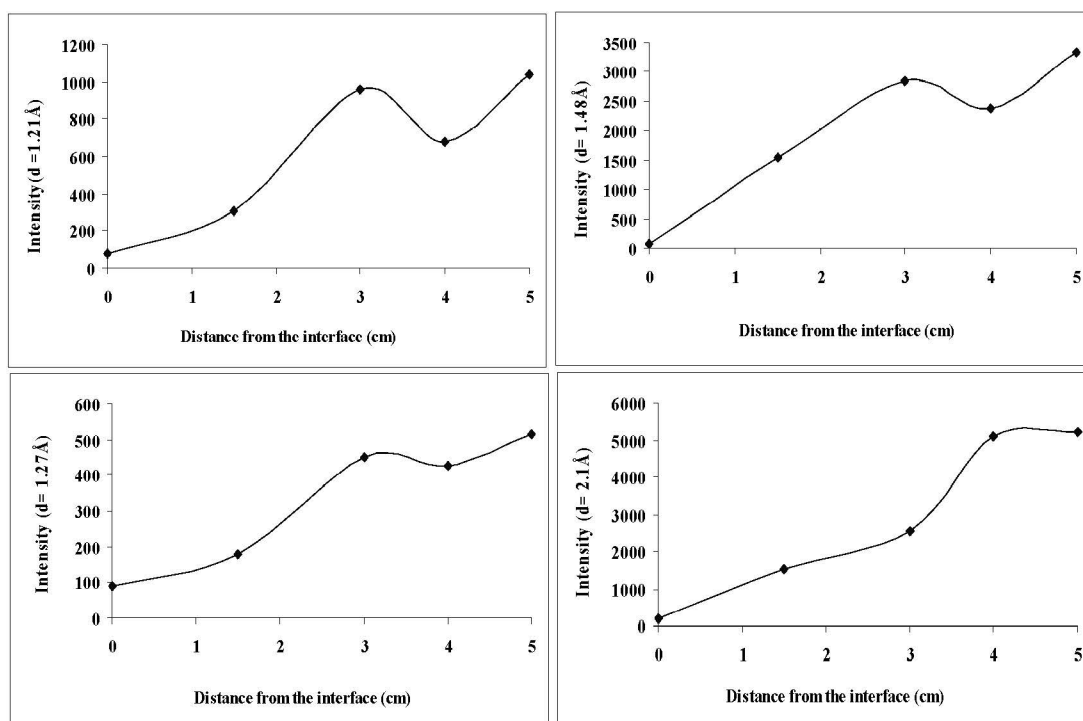 Intensity (d =1.21Å)
1200
1000
800
600
400
200
0
0 1 2 3 4 5
Distance from the interface (cm)
Intensity (d= 1.48Å)
3500
3000
2500
2000
1500
1000
500
0
0 1 2 3 4 5
Distance from the interface (cm)
Intensity (d= 1.27Å)
600
500
400
300
200
100
0
0 1 2 3 4 5
Distance from the interface (cm)
Intensity (d= 2.1Å)
6000
5000
4000
3000
2000
1000
0
0 1 2 3 4 5
Distance from the interface (cm)